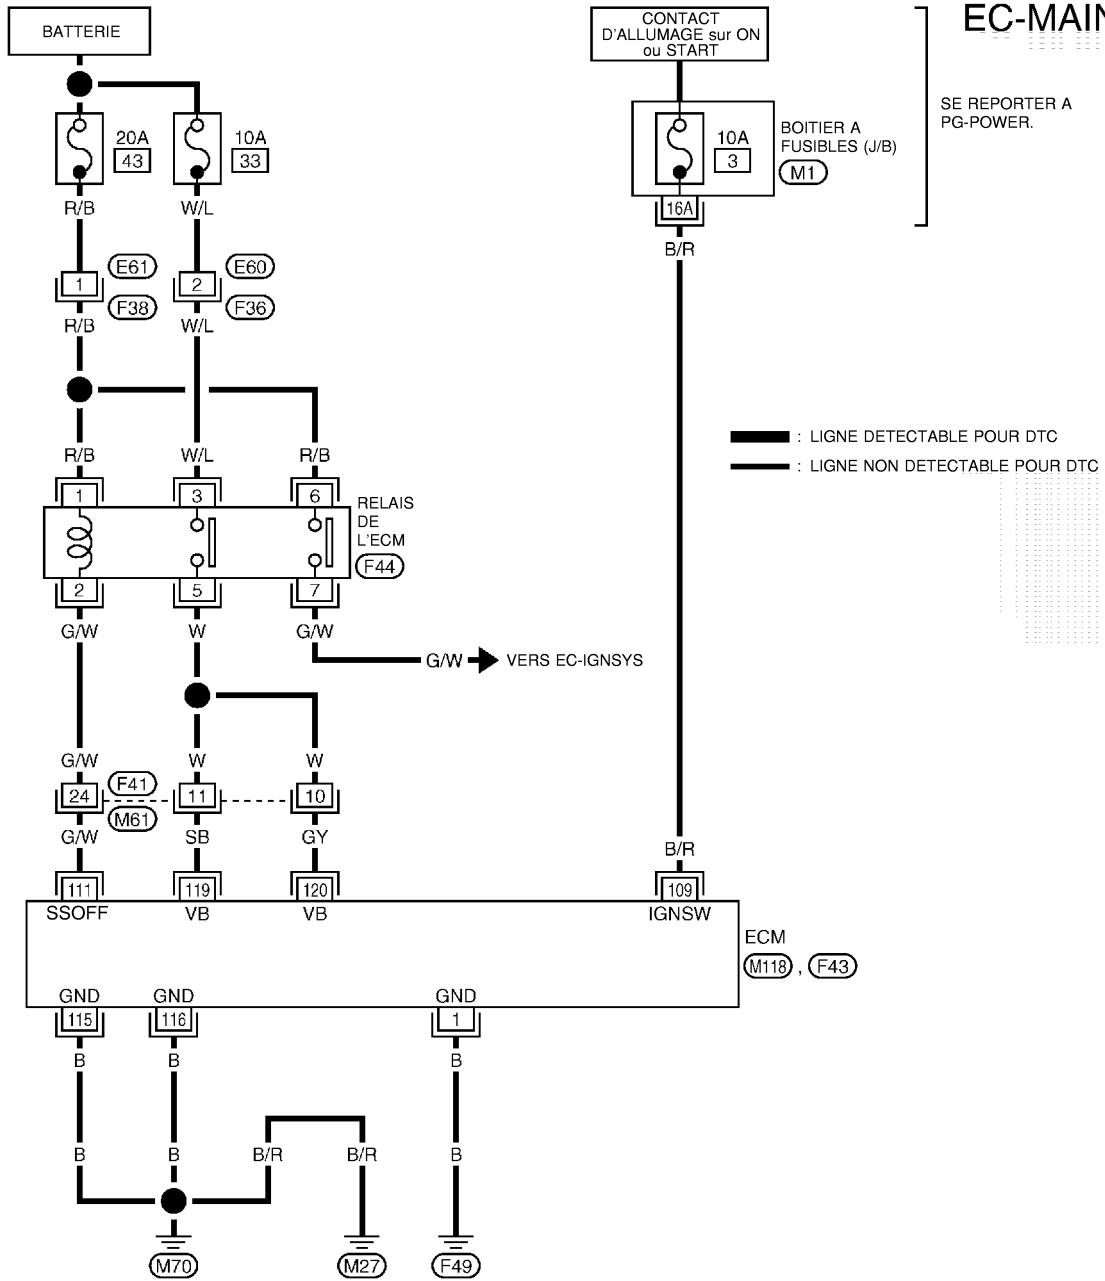 BATTERIE
CONTACT
D'ALLUMAGE sur ON
ou START
SE REPORTER A
PG-POWER.
20A
43
10A
33
10A
3
BOITIER A
FUSIBLES (J/B)
M1
16A
R/B
W/L
B/R
1
E61
F38
2
E60
F36
R/B
W/L
: LIGNE DETECTABLE POUR DTC
: LIGNE NON DETECTABLE POUR DTC
R/B
W/L
R/B
1
3
6
RELAIS
DE
L'ECM
F44
2
5
7
G/W
W
G/W
G/W
VERS EC-IGNSYS
G/W
W
W
24
F41
M61
11
10
G/W
SB
GY
B/R
111
119
120
109
SSOFF
VB
VB
IGNSW
ECM
M118 , F43
GND
GND
GND
115
116
1
B
B
B
B
B
B/R
B/R
B
M70
M27
F49